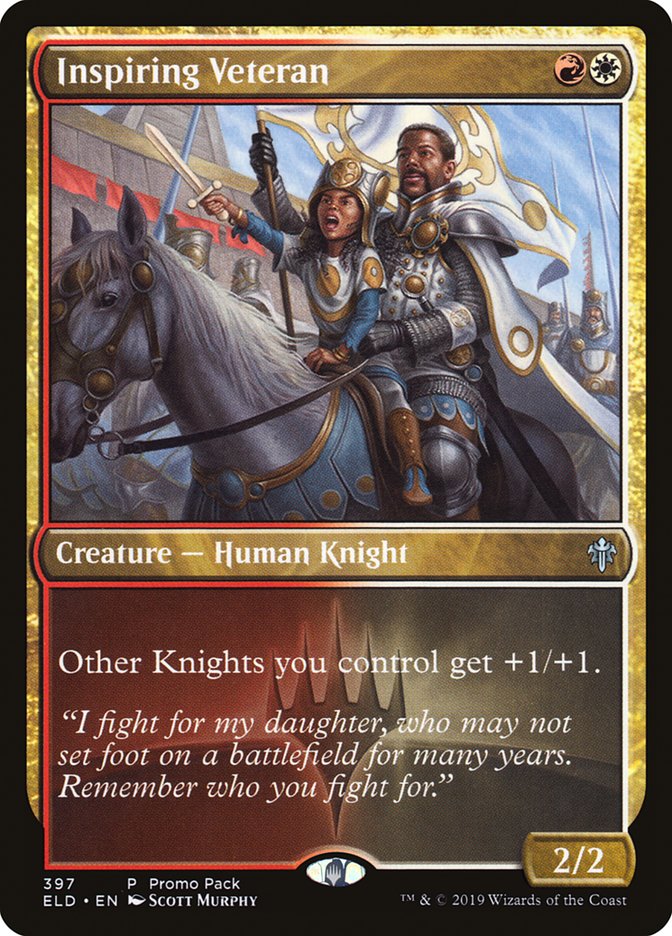 Inspiring Veteran
Creature — Human Knight
Other Knights you control get +1/+1.
“I fight for my daughter, who may not
set foot on a battlefield for many years.
Remember who you fight for.”
2/2
397 P Promo Pack
ELD • EN Scott Murphy
™ & © 2019 Wizards of the Coast